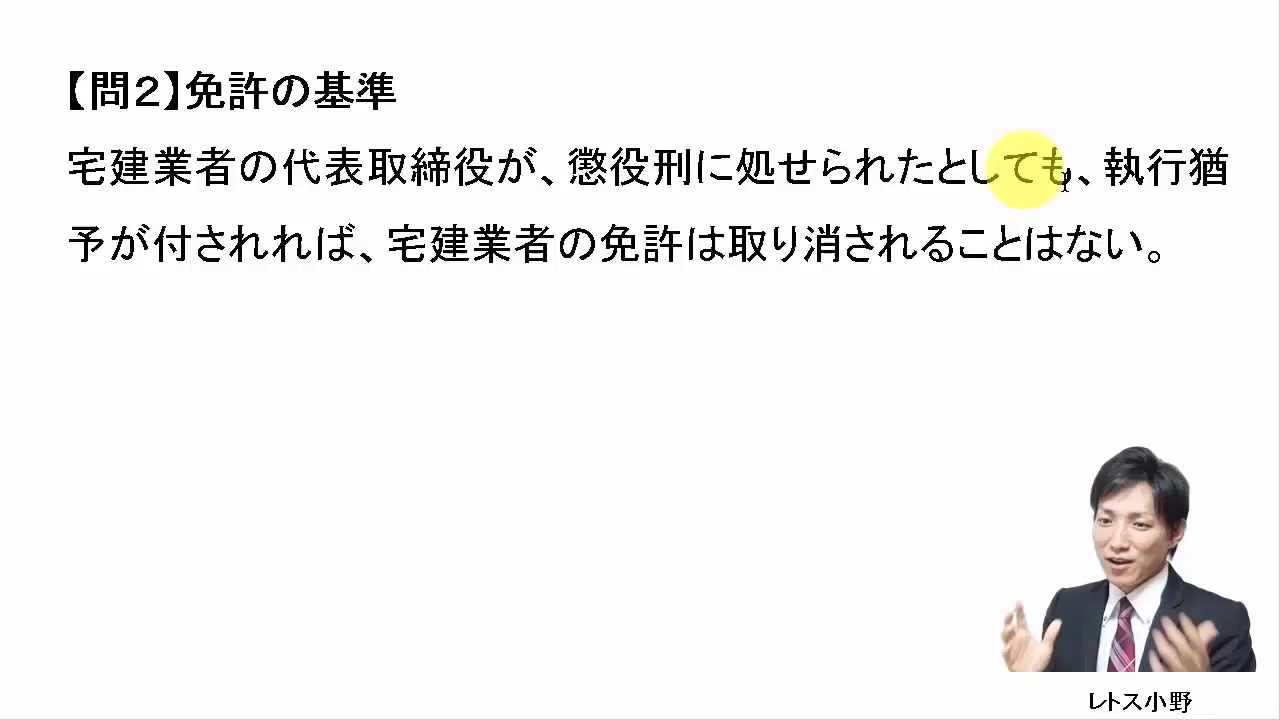 【問２】免許の基準
宅建業者の代表取締役が、懲役刑に処せられたとしても、執行猶
予が付されれば、宅建業者の免許は取り消されることはない。
レトス小野